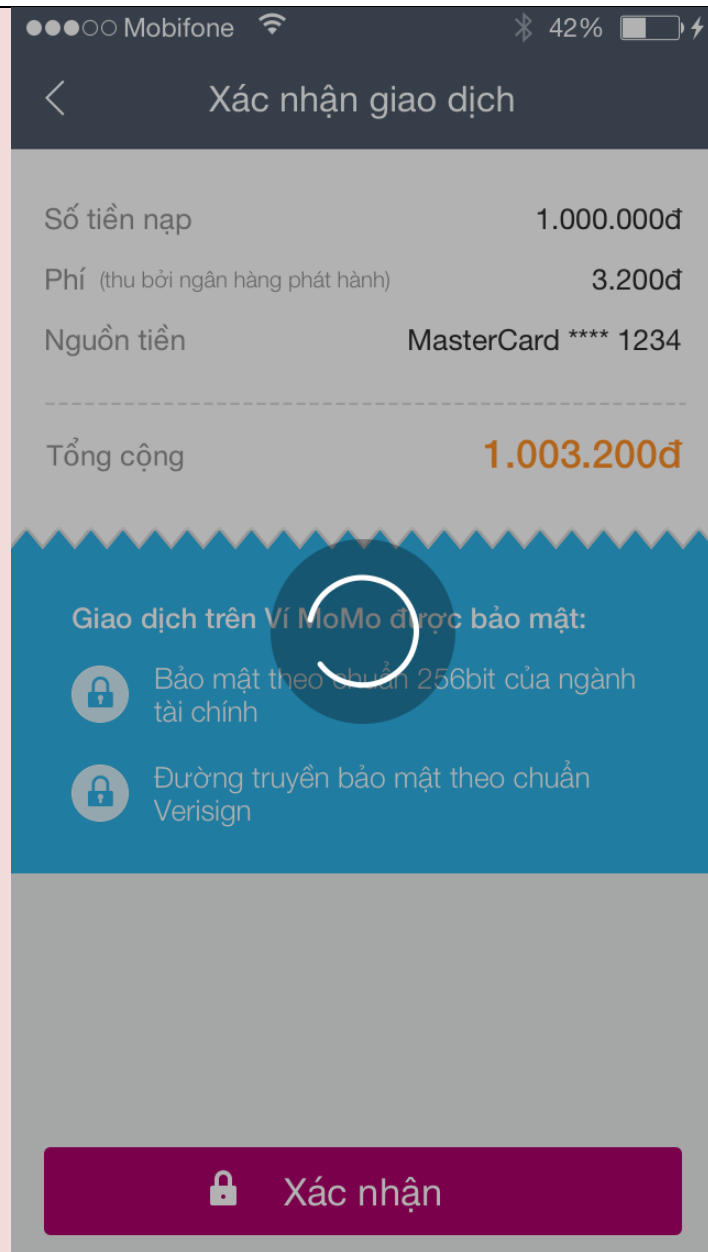 Mobifone 42%
Xác nhận giao dịch
Số tiền nạp 1.000.000đ
Phí (thu bởi ngân hàng phát hành) 3.200đ
Nguồn tiền MasterCard **** 1234
Tổng cộng 1.003.200đ
Giao dịch trên Ví MoMo được bảo mật:
Bảo mật theo chuẩn 256bit của ngành
tài chính
Đường truyền bảo mật theo chuẩn
Verisign
Xác nhận